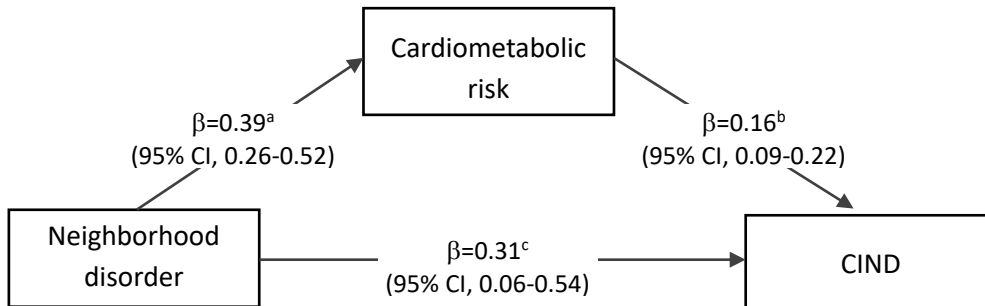 Cardiometabolic
risk
β=0.39ᵃ
(95% CI, 0.26-0.52)
β=0.16ᵇ
(95% CI, 0.09-0.22)
Neighborhood
disorder
β=0.31ᶜ
(95% CI, 0.06-0.54)
CIND